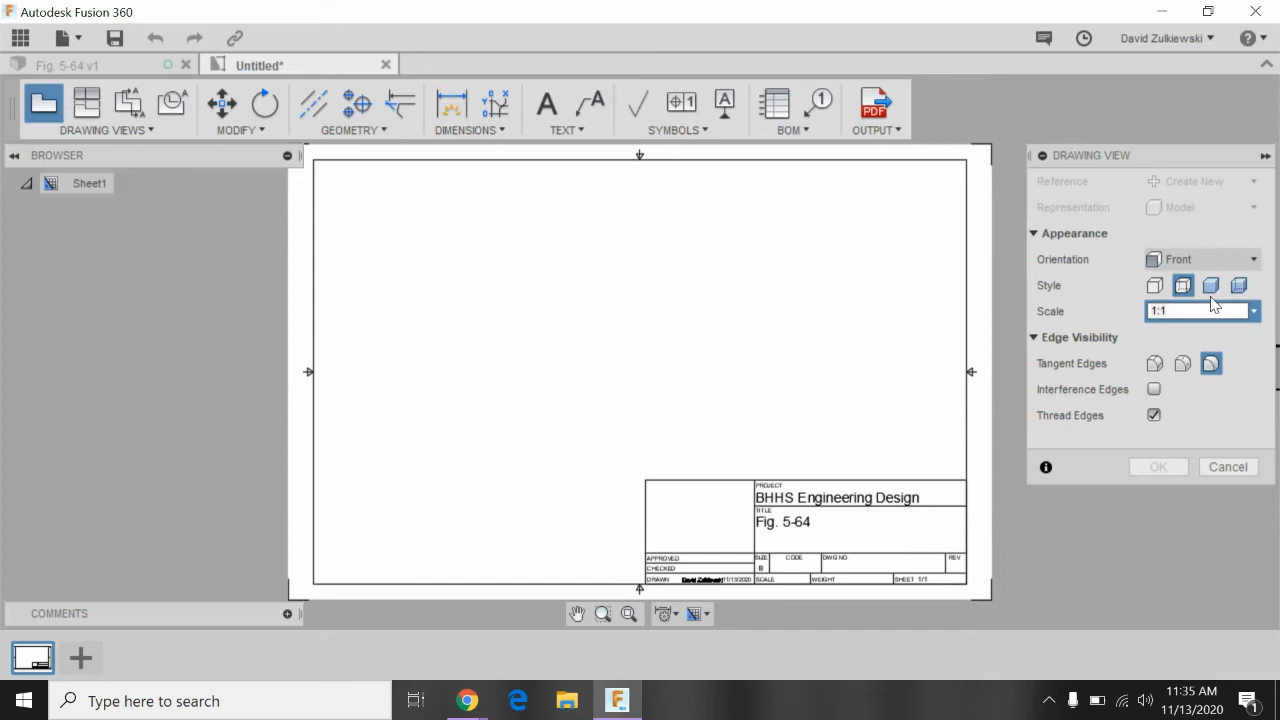 Autodesk Fusion 360
David Zulkiewski
Fig. 5-64 v1
Untitled*
DRAWING VIEWS
MODIFY
GEOMETRY
DIMENSIONS
TEXT
SYMBOLS
BOM
OUTPUT
PDF
BROWSER
Sheet1
DRAWING VIEW
Reference
Create New
Representation
Model
Appearance
Orientation
Front
Style
Scale
1:1
Edge Visibility
Tangent Edges
Interference Edges
Thread Edges
OK
Cancel
PROJECT
BHHS Engineering Design
TITLE
Fig. 5-64
APPROVED
CHECKED
DRAWN David Zulkiewski 11/13/2020
SIZE
B
CODE
DWG NO
REV
SCALE
WEIGHT
SHEET 1/1
COMMENTS
Type here to search
11:35 AM
11/13/2020